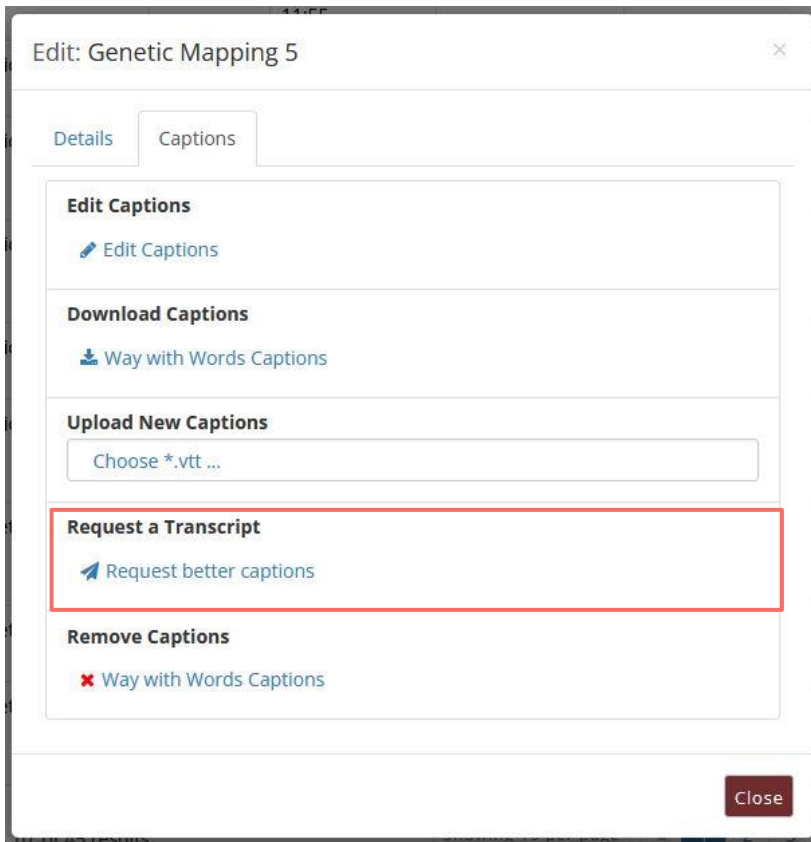 Edit: Genetic Mapping 5
×
Details Captions
Edit Captions
Edit Captions
Download Captions
Way with Words Captions
Upload New Captions
Choose *.vtt ...
Request a Transcript
Request better captions
Remove Captions
Way with Words Captions
Close